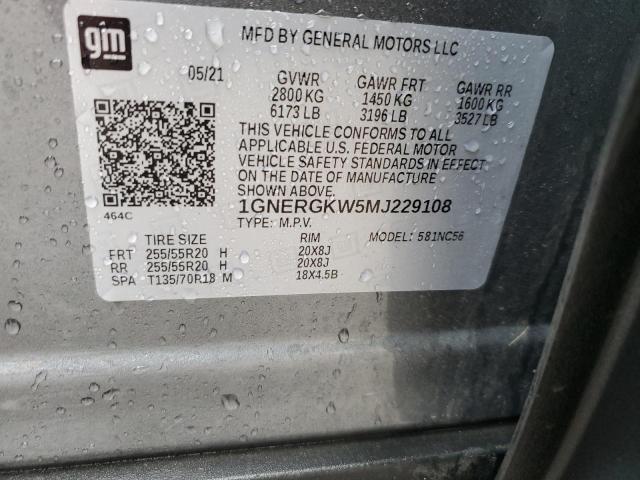 gm
MFD BY GENERAL MOTORS LLC
05/21 GVWR GAWR FRT GAWR RR
2800 KG 1450 KG 1600 KG
6173 LB 3196 LB 3527 LB
THIS VEHICLE CONFORMS TO ALL
APPLICABLE U.S. FEDERAL MOTOR
VEHICLE SAFETY STANDARDS IN EFFECT
ON THE DATE OF MANUFACTURE
SHOWN ABOVE.
464C 1GNERGKW5MJ229108
TYPE: M.P.V. MODEL: 581NC56
TIRE SIZE RIM
FRT 255/55R20 H 20X8J
RR 255/55R20 H 20X8J
SPA T135/70R18 M 18X4.5B